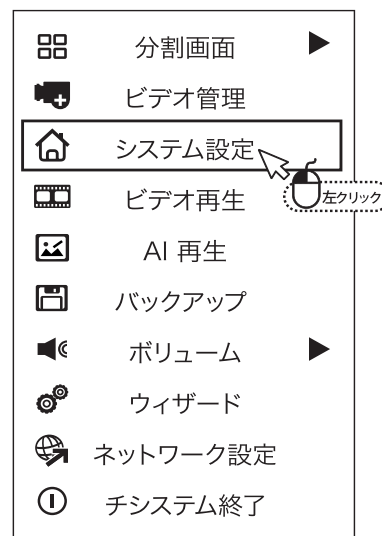 分割画面
ビデオ管理
システム設定
左クリック
ビデオ再生
AI 再生
バックアップ
ボリューム
ウィザード
ネットワーク設定
チシステム終了